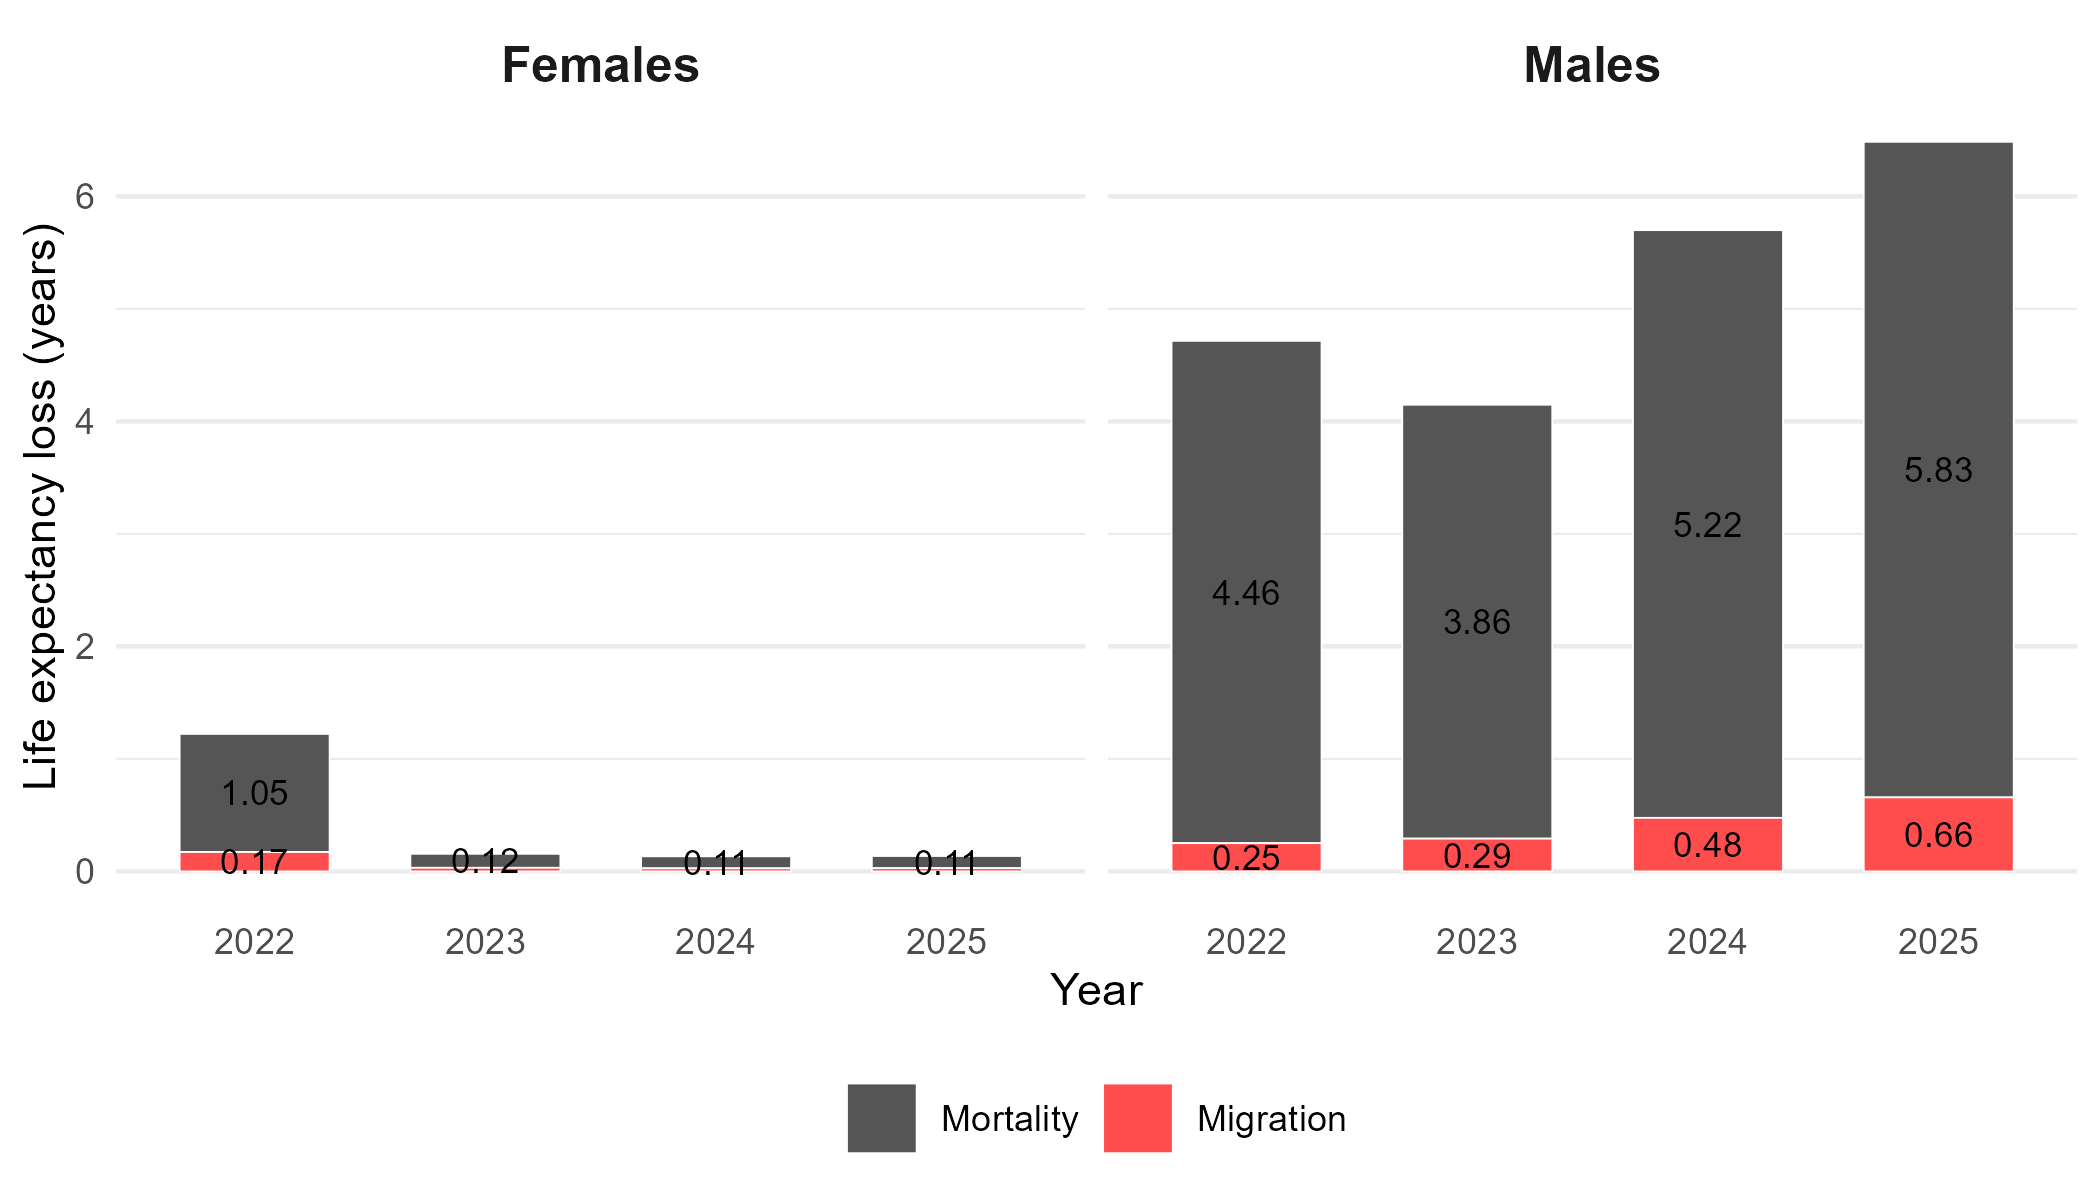 Females
Males
Life expectancy loss (years)
6
4
2
0
1.05
0.17
0.12
0.11
0.11
4.46
0.25
3.86
0.29
5.22
0.48
5.83
0.66
2022 2023 2024 2025
2022 2023 2024 2025
Year
Mortality Migration